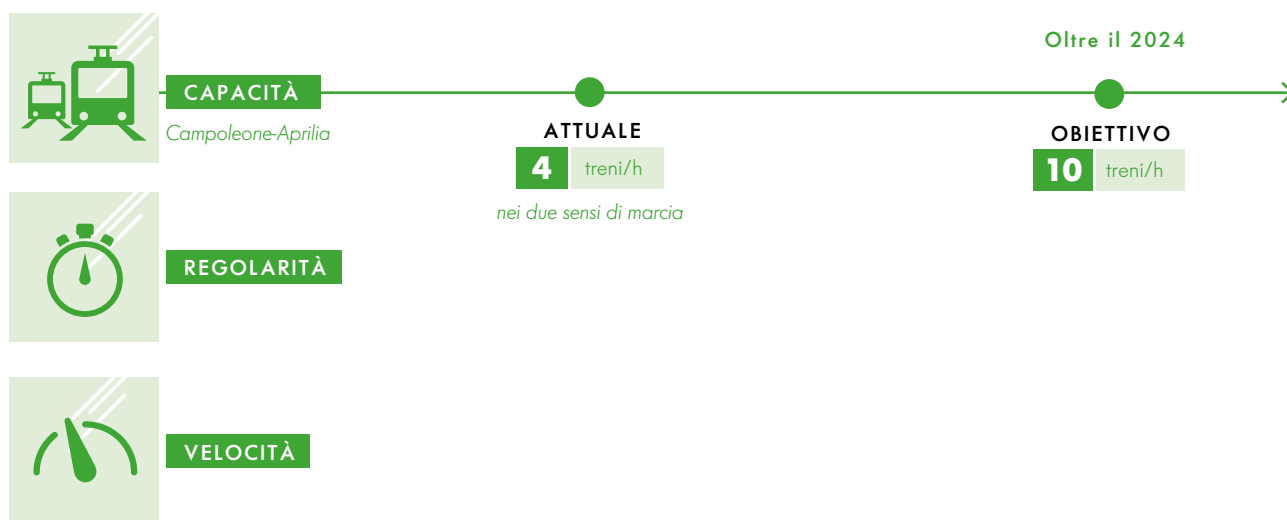 Oltre il 2024
CAPACITÀ
Campoleone-Aprilia
ATTUALE
4 treni/h
nei due sensi di marcia
OBIETTIVO
10 treni/h
REGOLARITÀ
VELOCITÀ